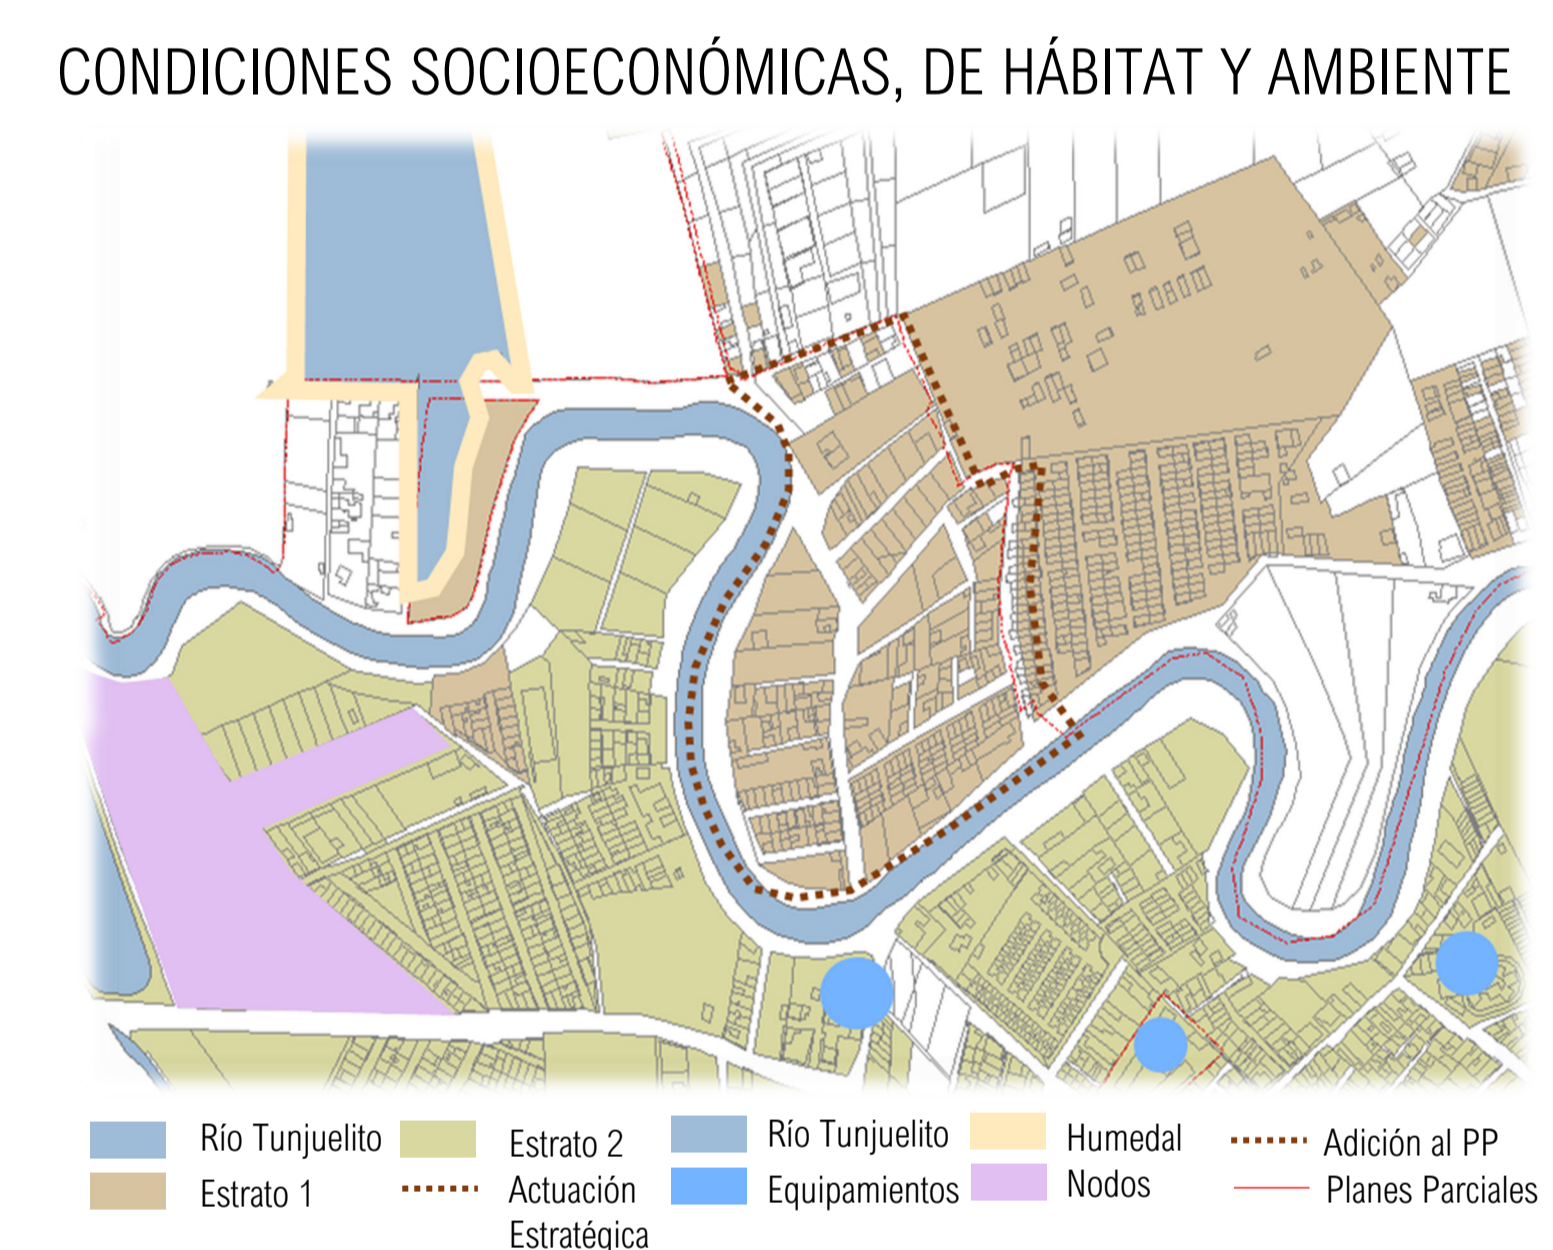 CONDICIONES SOCIOECONÓMICAS, DE HÁBITAT Y AMBIENTE
Río Tunjuelito
Estrato 1
Estrato 2
Actuación
Estratégica
Río Tunjuelito
Equipamientos
Humedal
Nodos
Adición al PP
Planes Parciales